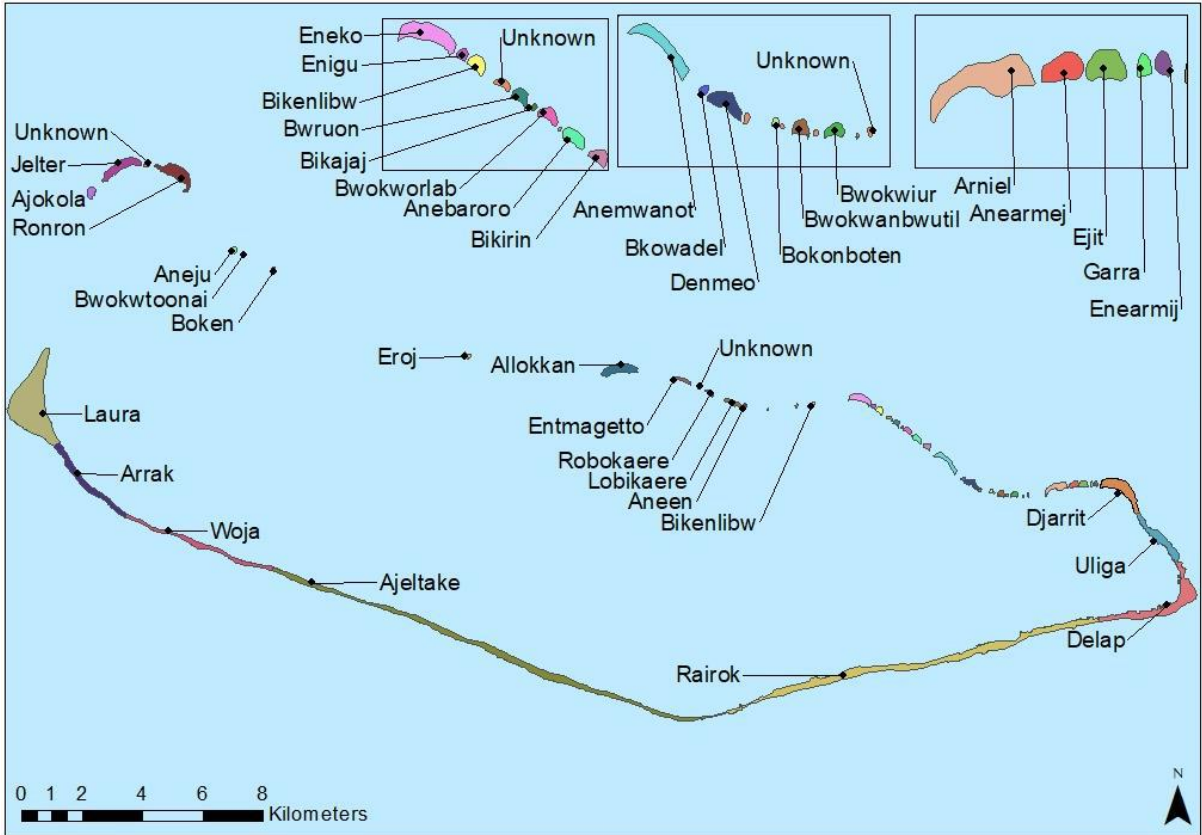 Eneko
Unknown
Enigu
Bikenlibw
Bwruon
Bikajaj
Bwokworlab
Anebaroro
Bikirin
Unknown
Anemwanot
Bkowadel
Denmeo
Bwokwiur
Bwokwanbwutil
Bokonboten
Arniel
Anearmej
Ejit
Garra
Enearmij
Unknown
Jelter
Ajokola
Ronron
Aneju
Bwokwtoonai
Boken
Eroj
Allokkan
Unknown
Entmagetto
Robokaere
Lobikaere
Aneen
Bikenlibw
Laura
Arrak
Woja
Ajeltake
Rairok
Djarrit
Uliga
Delap
0 1 2 4 6 8
Kilometers
N